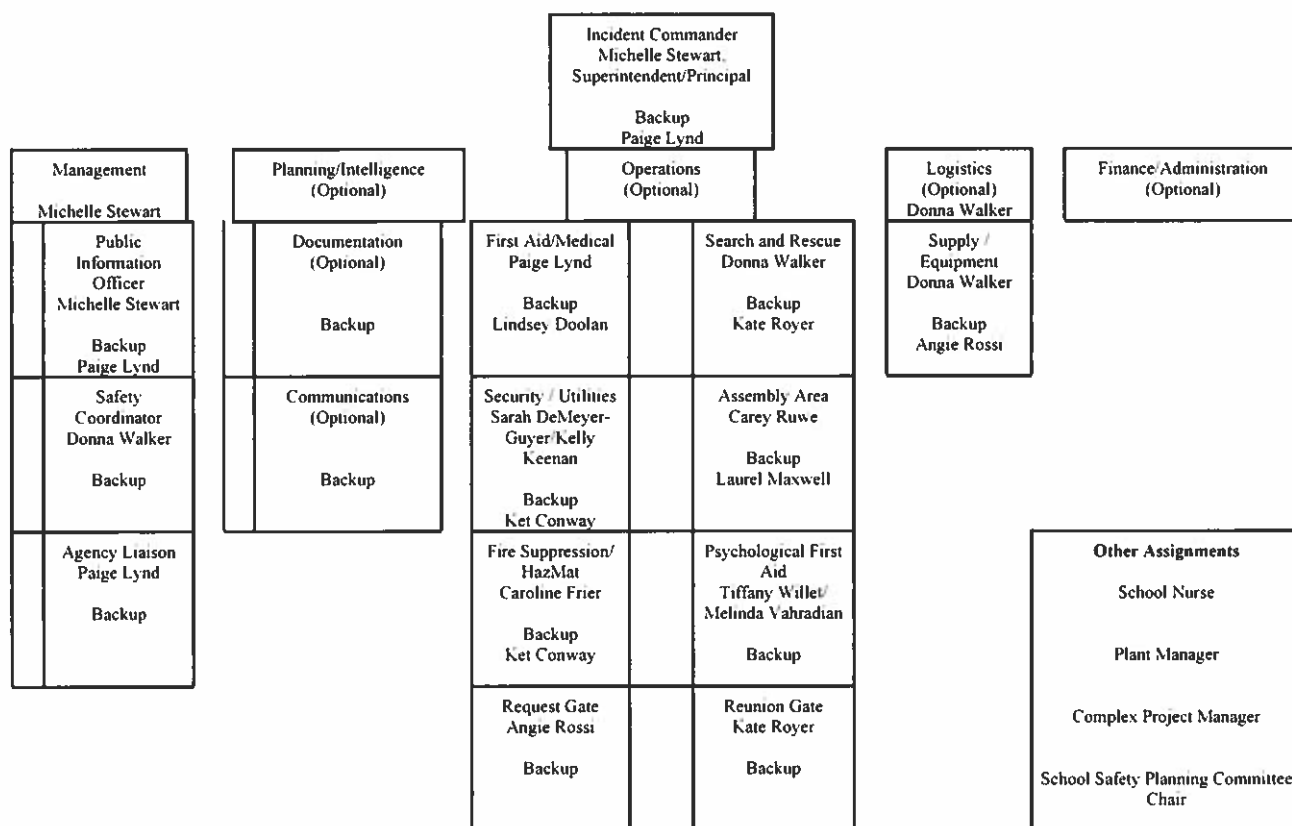 Incident Commander
Michelle Stewart,
Superintendent/Principal
Backup
Paige Lynd
Management
Michelle Stewart
Public
Information
Officer
Michelle Stewart
Backup
Paige Lynd
Safety
Coordinator
Donna Walker
Backup
Agency Liaison
Paige Lynd
Backup
Planning/Intelligence
(Optional)
Documentation
(Optional)
Backup
Communications
(Optional)
Backup
Operations
(Optional)
First Aid/Medical
Paige Lynd
Backup
Lindsey Doolan
Security / Utilities
Sarah DeMeyer-
Guyer/Kelly
Keenan
Backup
Ket Conway
Fire Suppression/
HazMat
Caroline Frier
Backup
Ket Conway
Request Gate
Angie Rossi
Backup
Search and Rescue
Donna Walker
Backup
Kate Royer
Assembly Area
Carey Ruwe
Backup
Laurel Maxwell
Psychological First
Aid
Tiffany Willet/
Melinda Vahradian
Backup
Reunion Gate
Kate Royer
Backup
Logistics
(Optional)
Donna Walker
Supply /
Equipment
Donna Walker
Backup
Angie Rossi
Finance/Administration
(Optional)
Other Assignments
School Nurse
Plant Manager
Complex Project Manager
School Safety Planning Committee
Chair